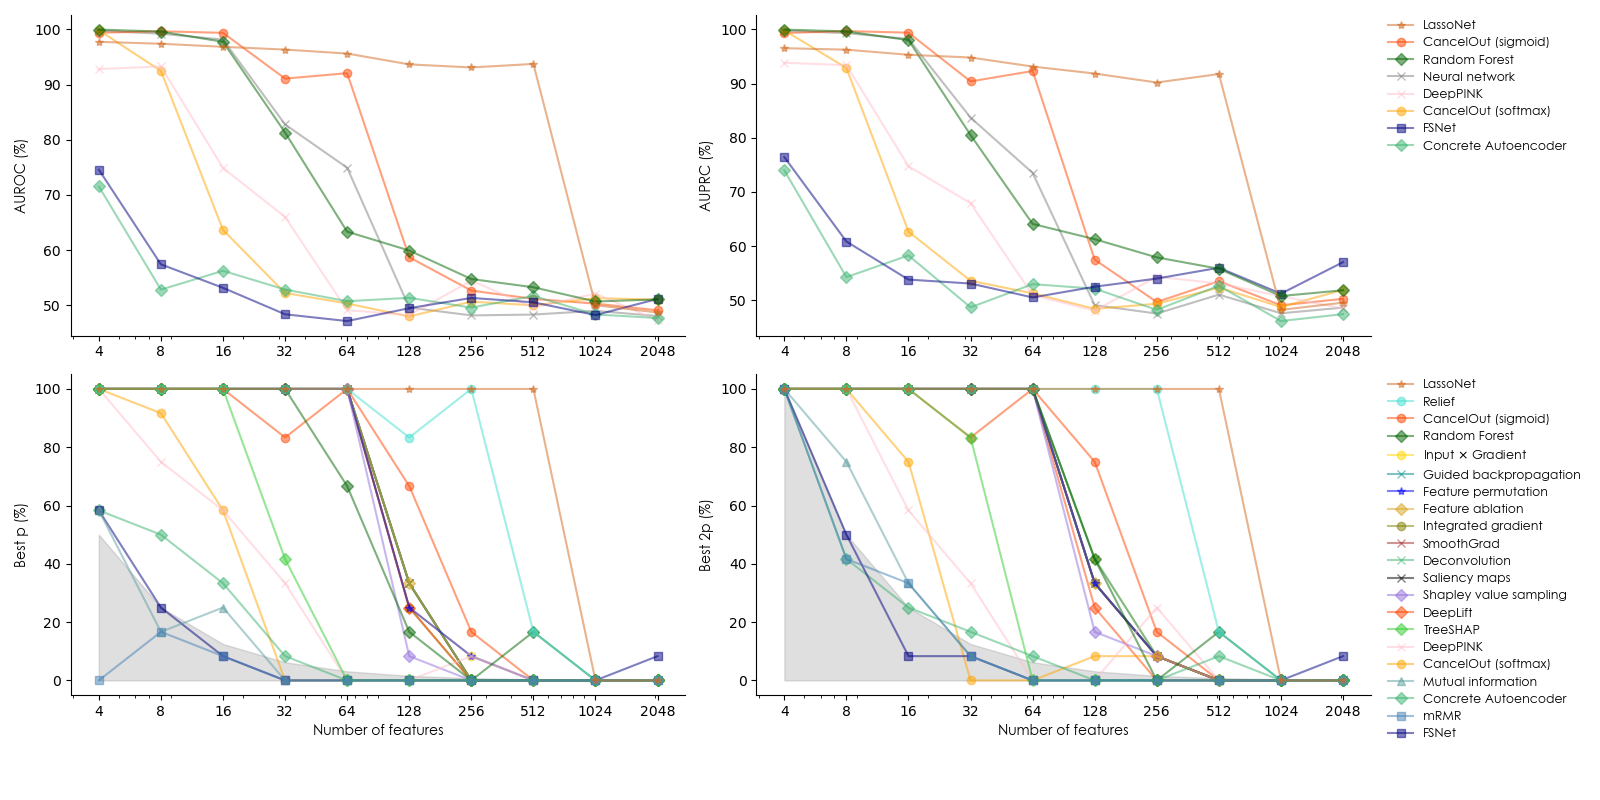 AUROC (%)
100
90
80
70
60
50
4 8 16 32 64 128 256 512 1024 2048
AUPRC (%)
100
90
80
70
60
50
4 8 16 32 64 128 256 512 1024 2048
LassoNet
CancelOut (sigmoid)
Random Forest
Neural network
DeepPINK
CancelOut (softmax)
FSNet
Concrete Autoencoder
Best p (%)
100
80
60
40
20
0
4 8 16 32 64 128 256 512 1024 2048
Number of features
Best 2p (%)
100
80
60
40
20
0
4 8 16 32 64 128 256 512 1024 2048
Number of features
LassoNet
Relief
CancelOut (sigmoid)
Random Forest
Input × Gradient
Guided backpropagation
Feature permutation
Feature ablation
Integrated gradient
SmoothGrad
Deconvolution
Saliency maps
Shapley value sampling
DeepLift
TreeSHAP
DeepPINK
CancelOut (softmax)
Mutual information
Concrete Autoencoder
mRMR
FSNet